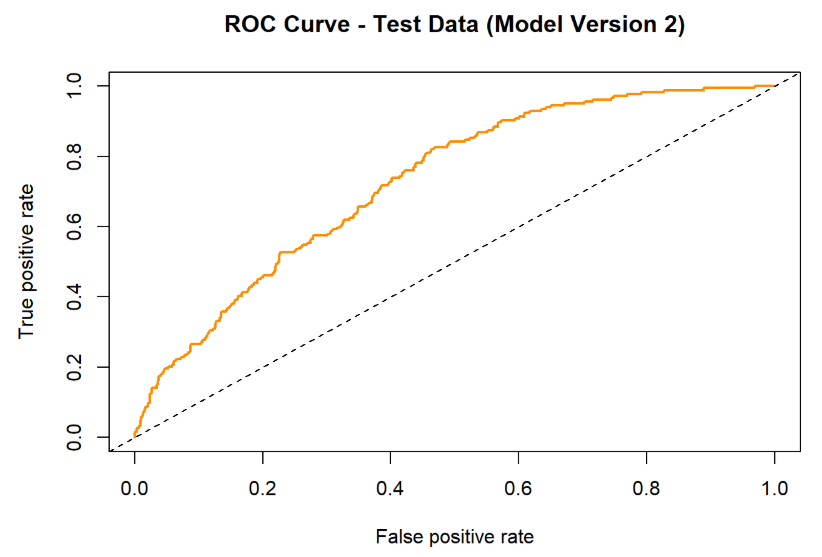 ROC Curve - Test Data (Model Version 2)
True positive rate
1.0
0.8
0.6
0.4
0.2
0.0
0.0 0.2 0.4 0.6 0.8 1.0
False positive rate